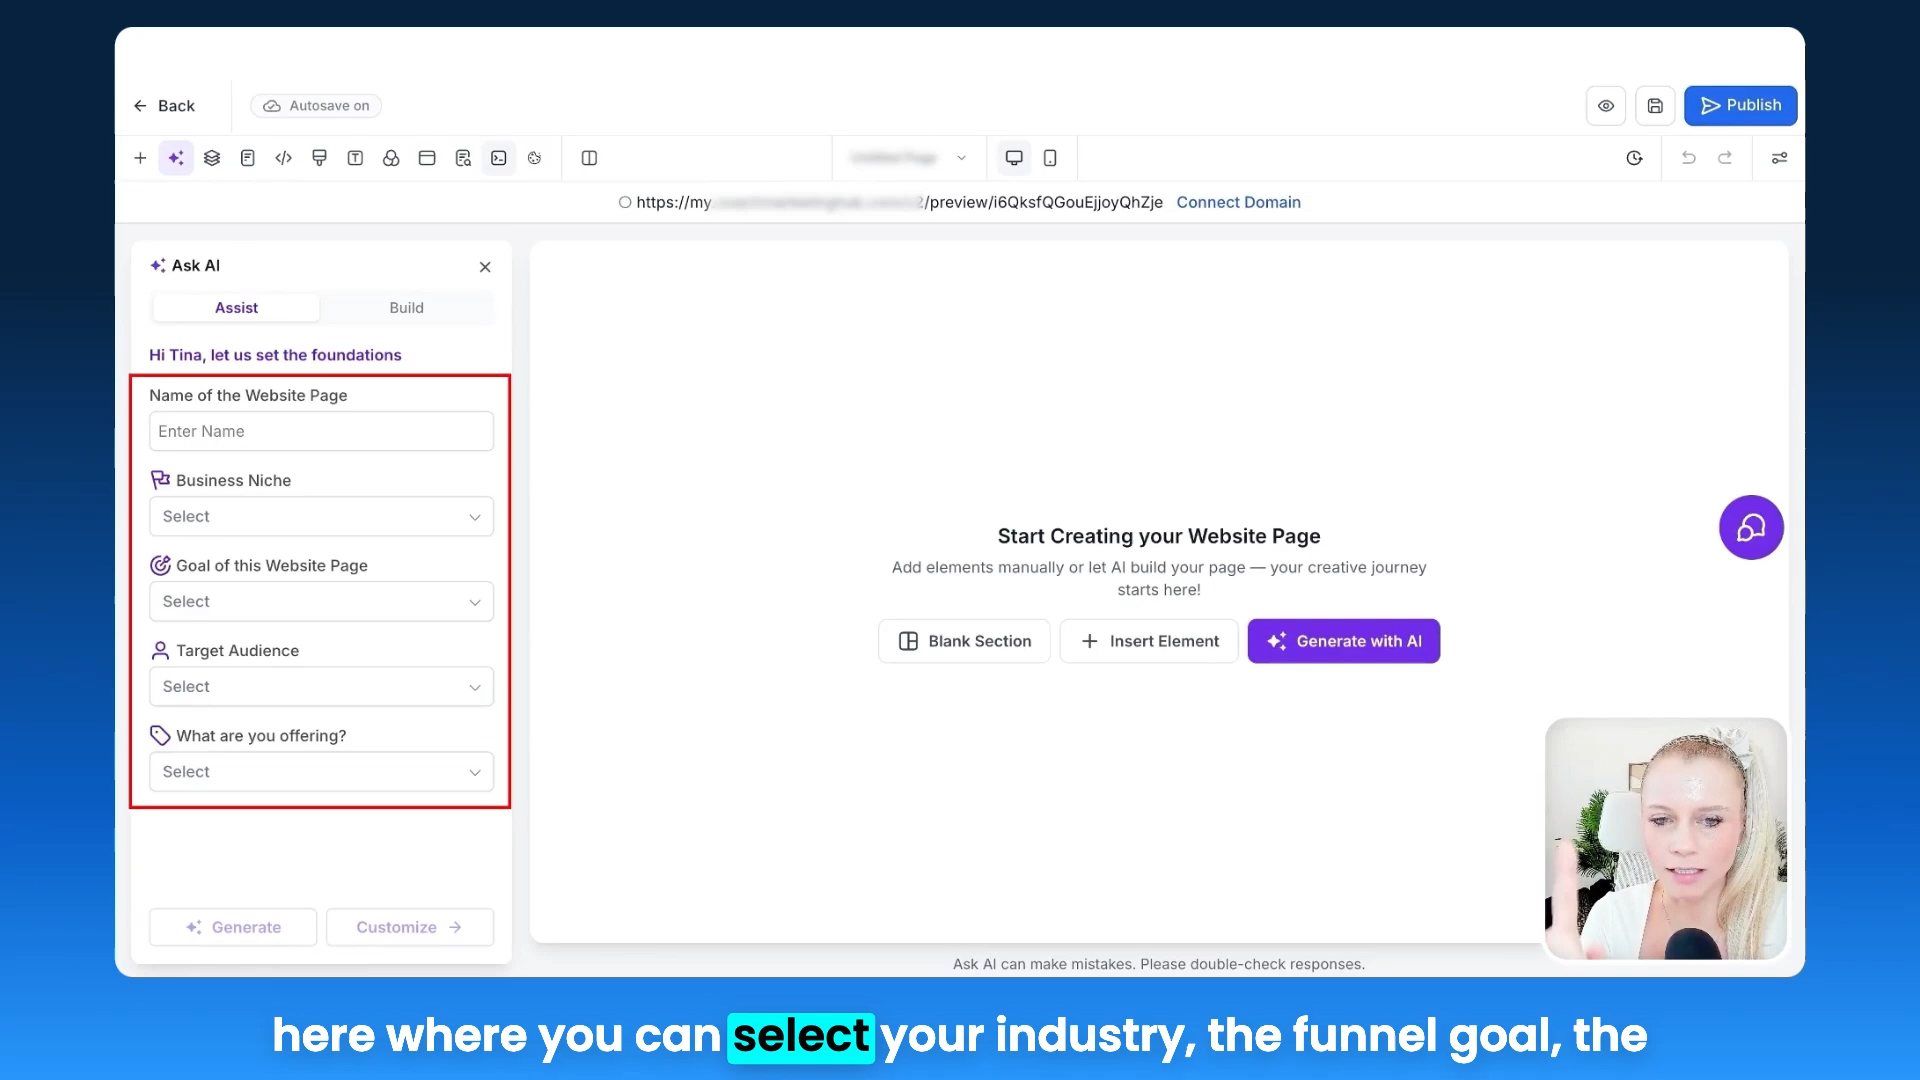 Back
Autosave on
Publish
https://my
/preview/i6QksfQGouEjjoyQhZje
Connect Domain
Ask AI
Assist
Build
Hi Tina, let us set the foundations
Name of the Website Page
Enter Name
Business Niche
Select
Goal of this Website Page
Select
Target Audience
Select
What are you offering?
Select
Generate
Customize
Start Creating your Website Page
Add elements manually or let AI build your page — your creative journey
starts here!
Blank Section
Insert Element
Generate with AI
Ask AI can make mistakes. Please double-check responses.
here where you can select your industry, the funnel goal, the